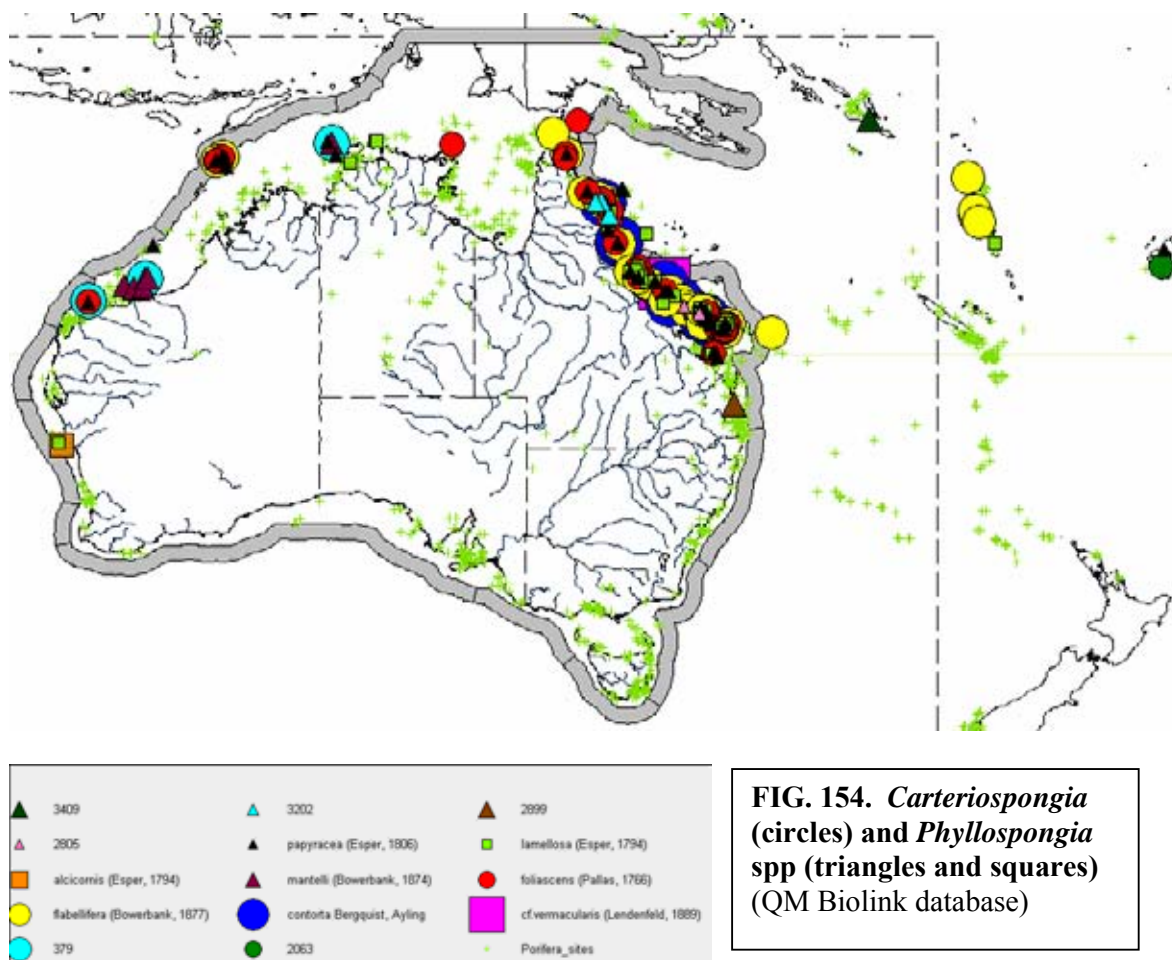 3409 3202 2899
2805 papyracea (Esper, 1806) lamellosa (Esper, 1794)
alcicornis (Esper, 1794) mantelli (Bowerbank, 1874) foliascens (Pallas, 1766)
flabellifera (Bowerbank, 1877) contorta Bergquist, Ayling cf.vermacularis (Lendenfeld, 1889)
379 2063 Porifera_sites
FIG. 154. Carteriospongia
(circles) and Phyllospongia
spp (triangles and squares)
(QM Biolink database)